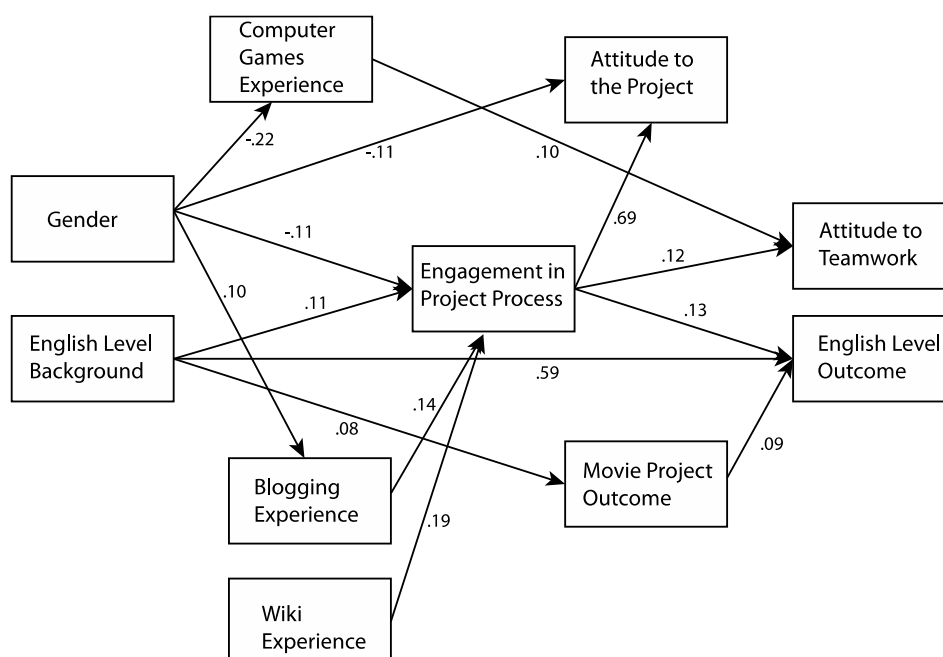 Computer
Games
Experience
Attitude to
the Project
-.22
-.11
.10
Gender
-.11
.69
Attitude to
Teamwork
.12
Engagement in
Project Process
.10
.11
.13
English Level
Background
English Level
Outcome
.59
.14
.08
.09
Movie Project
Outcome
Blogging
Experience
.19
Wiki
Experience